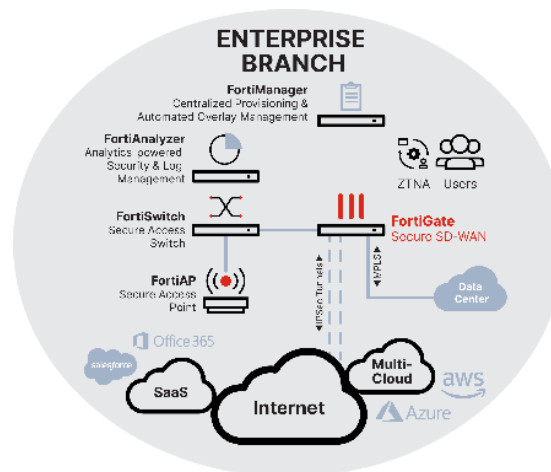 ENTERPRISE
BRANCH
FortiManager
Centralized Provisioning &
Automated Overlay Management
FortiAnalyzer
Analytics-powered
Security & Log
Management
ZTNA
Users
FortiSwitch
Secure Access
Switch
FortiGate
Secure SD-WAN
FortiAP
Secure Access
Point
◀IPSec Tunnels▶
◀MPLS▶
Data
Center
Office 365
salesforce
SaaS
Internet
Multi-
Cloud
aws
Azure